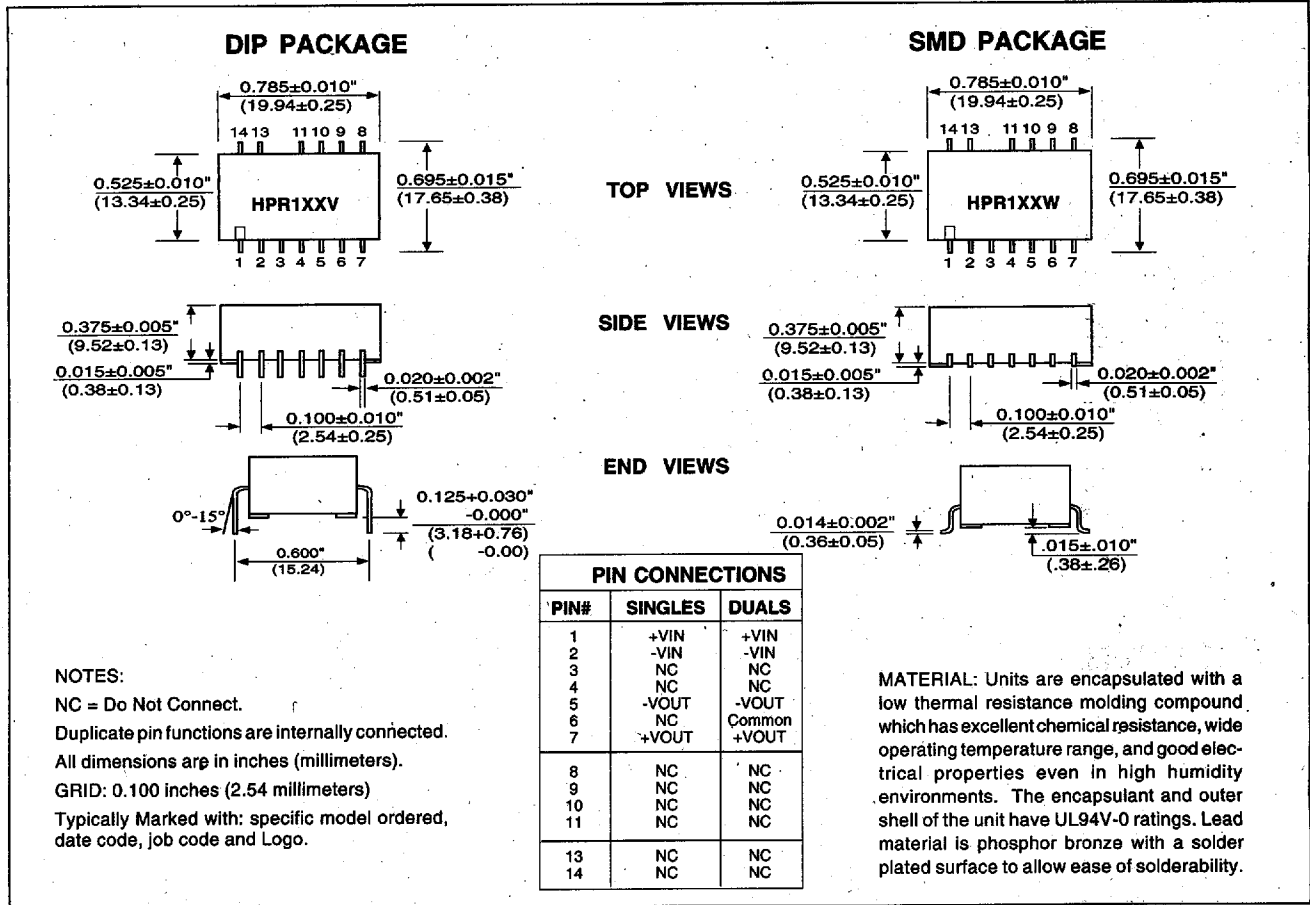 DIP PACKAGE
0.785±0.010"
(19.94±0.25)
14 13 11 10 9 8
0.525±0.010"
(13.34±0.25)
HPR1XXV
0.695±0.015"
(17.65±0.38)
1 2 3 4 5 6 7
TOP VIEWS
SMD PACKAGE
0.785±0.010"
(19.94±0.25)
14 13 11 10 9 8
0.525±0.010"
(13.34±0.25)
HPR1XXW
0.695±0.015"
(17.65±0.38)
1 2 3 4 5 6 7
0.375±0.005"
(9.52±0.13)
0.015±0.005"
(0.38±0.13)
0.020±0.002"
(0.51±0.05)
0.100±0.010"
(2.54±0.25)
SIDE VIEWS
0.375±0.005"
(9.52±0.13)
0.015±0.005"
(0.38±0.13)
0.020±0.002"
(0.51±0.05)
0.100±0.010"
(2.54±0.25)
END VIEWS
0°-15°
0.600"
(15.24)
0.125+0.030"
-0.000"
(3.18+0.76)
( -0.00)
0.014±0.002"
(0.36±0.05)
.015±.010"
(.38±.26)
PIN CONNECTIONS
PIN# SINGLES DUALS
1 +VIN +VIN
2 -VIN -VIN
3 NC NC
4 NC NC
5 -VOUT -VOUT
6 NC Common
7 +VOUT +VOUT
8 NC NC
9 NC NC
10 NC NC
11 NC NC
13 NC NC
14 NC NC
NOTES:
NC = Do Not Connect.
Duplicate pin functions are internally connected.
All dimensions are in inches (millimeters).
GRID: 0.100 inches (2.54 millimeters)
Typically Marked with: specific model ordered,
date code, job code and Logo.
MATERIAL: Units are encapsulated with a
low thermal resistance molding compound
which has excellent chemical resistance, wide
operating temperature range, and good elec-
trical properties even in high humidity
environments. The encapsulant and outer
shell of the unit have UL94V-0 ratings. Lead
material is phosphor bronze with a solder
plated surface to allow ease of solderability.